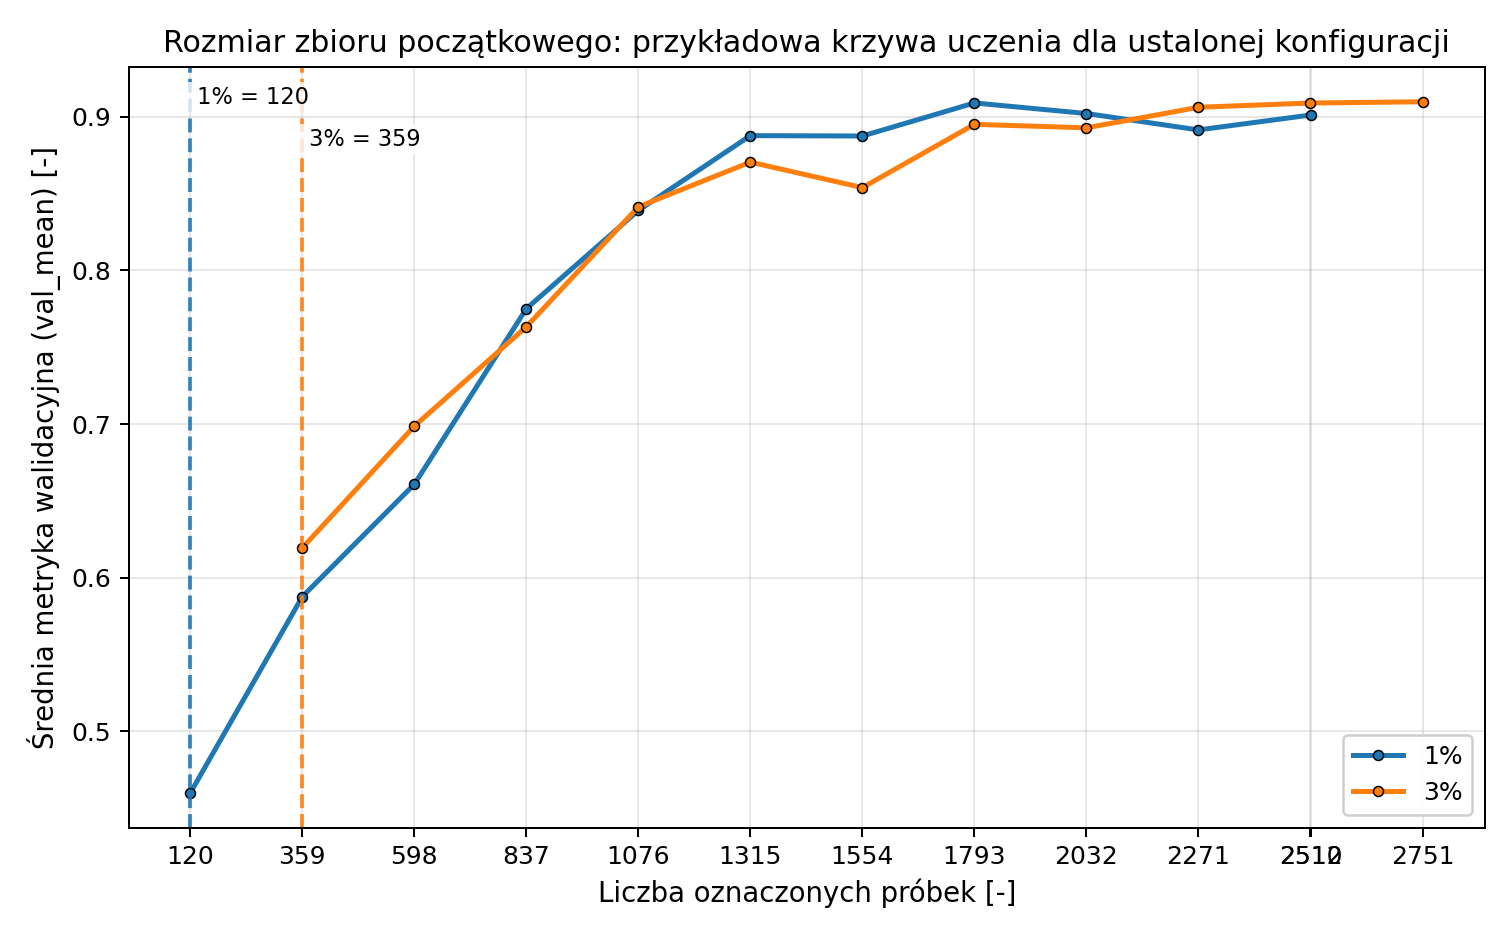 Rozmiar zbioru początkowego: przykładowa krzywa uczenia dla ustalonej konfiguracji
1% = 120
3% = 359
0.9
0.8
0.7
0.6
0.5
Średnia metryka walidacyjna (val_mean) [-]
1%
3%
120 359 598 837 1076 1315 1554 1793 2032 2271 2751
Liczba oznaczonych próbek [-]